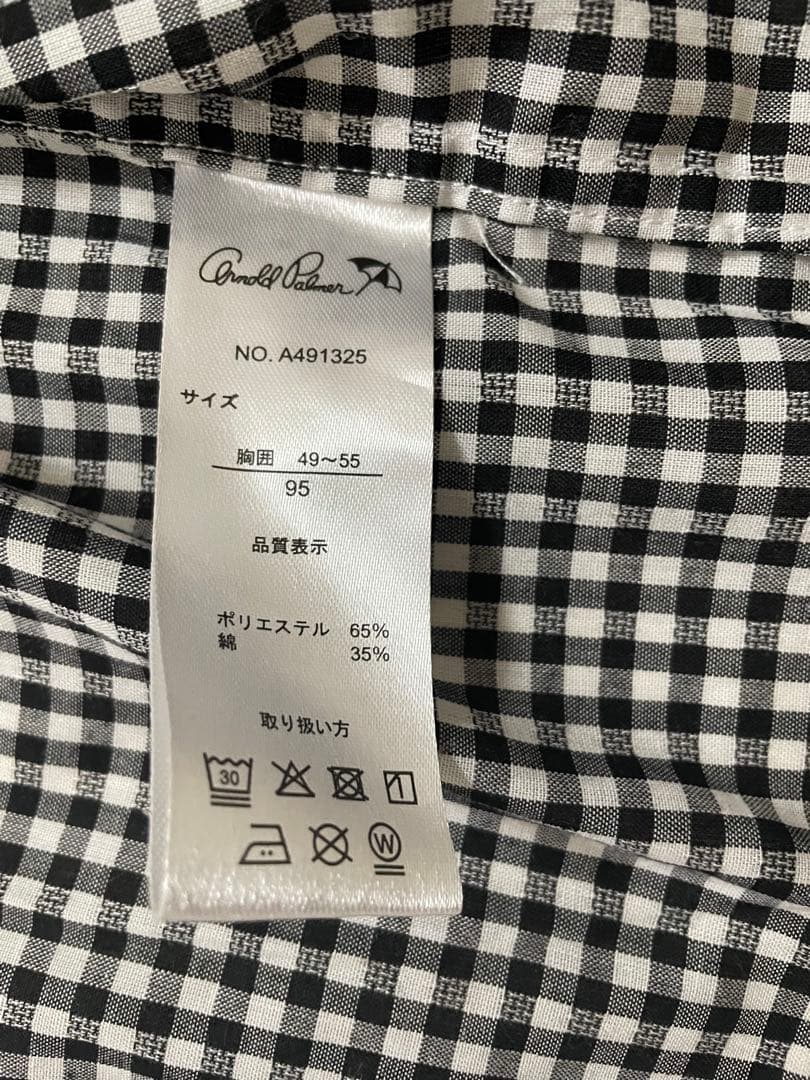 Arnold Palmer
NO. A491325
サイズ
胸囲 49～55
95
品質表示
ポリエステル 65%
綿 35%
取り扱い方
30
W